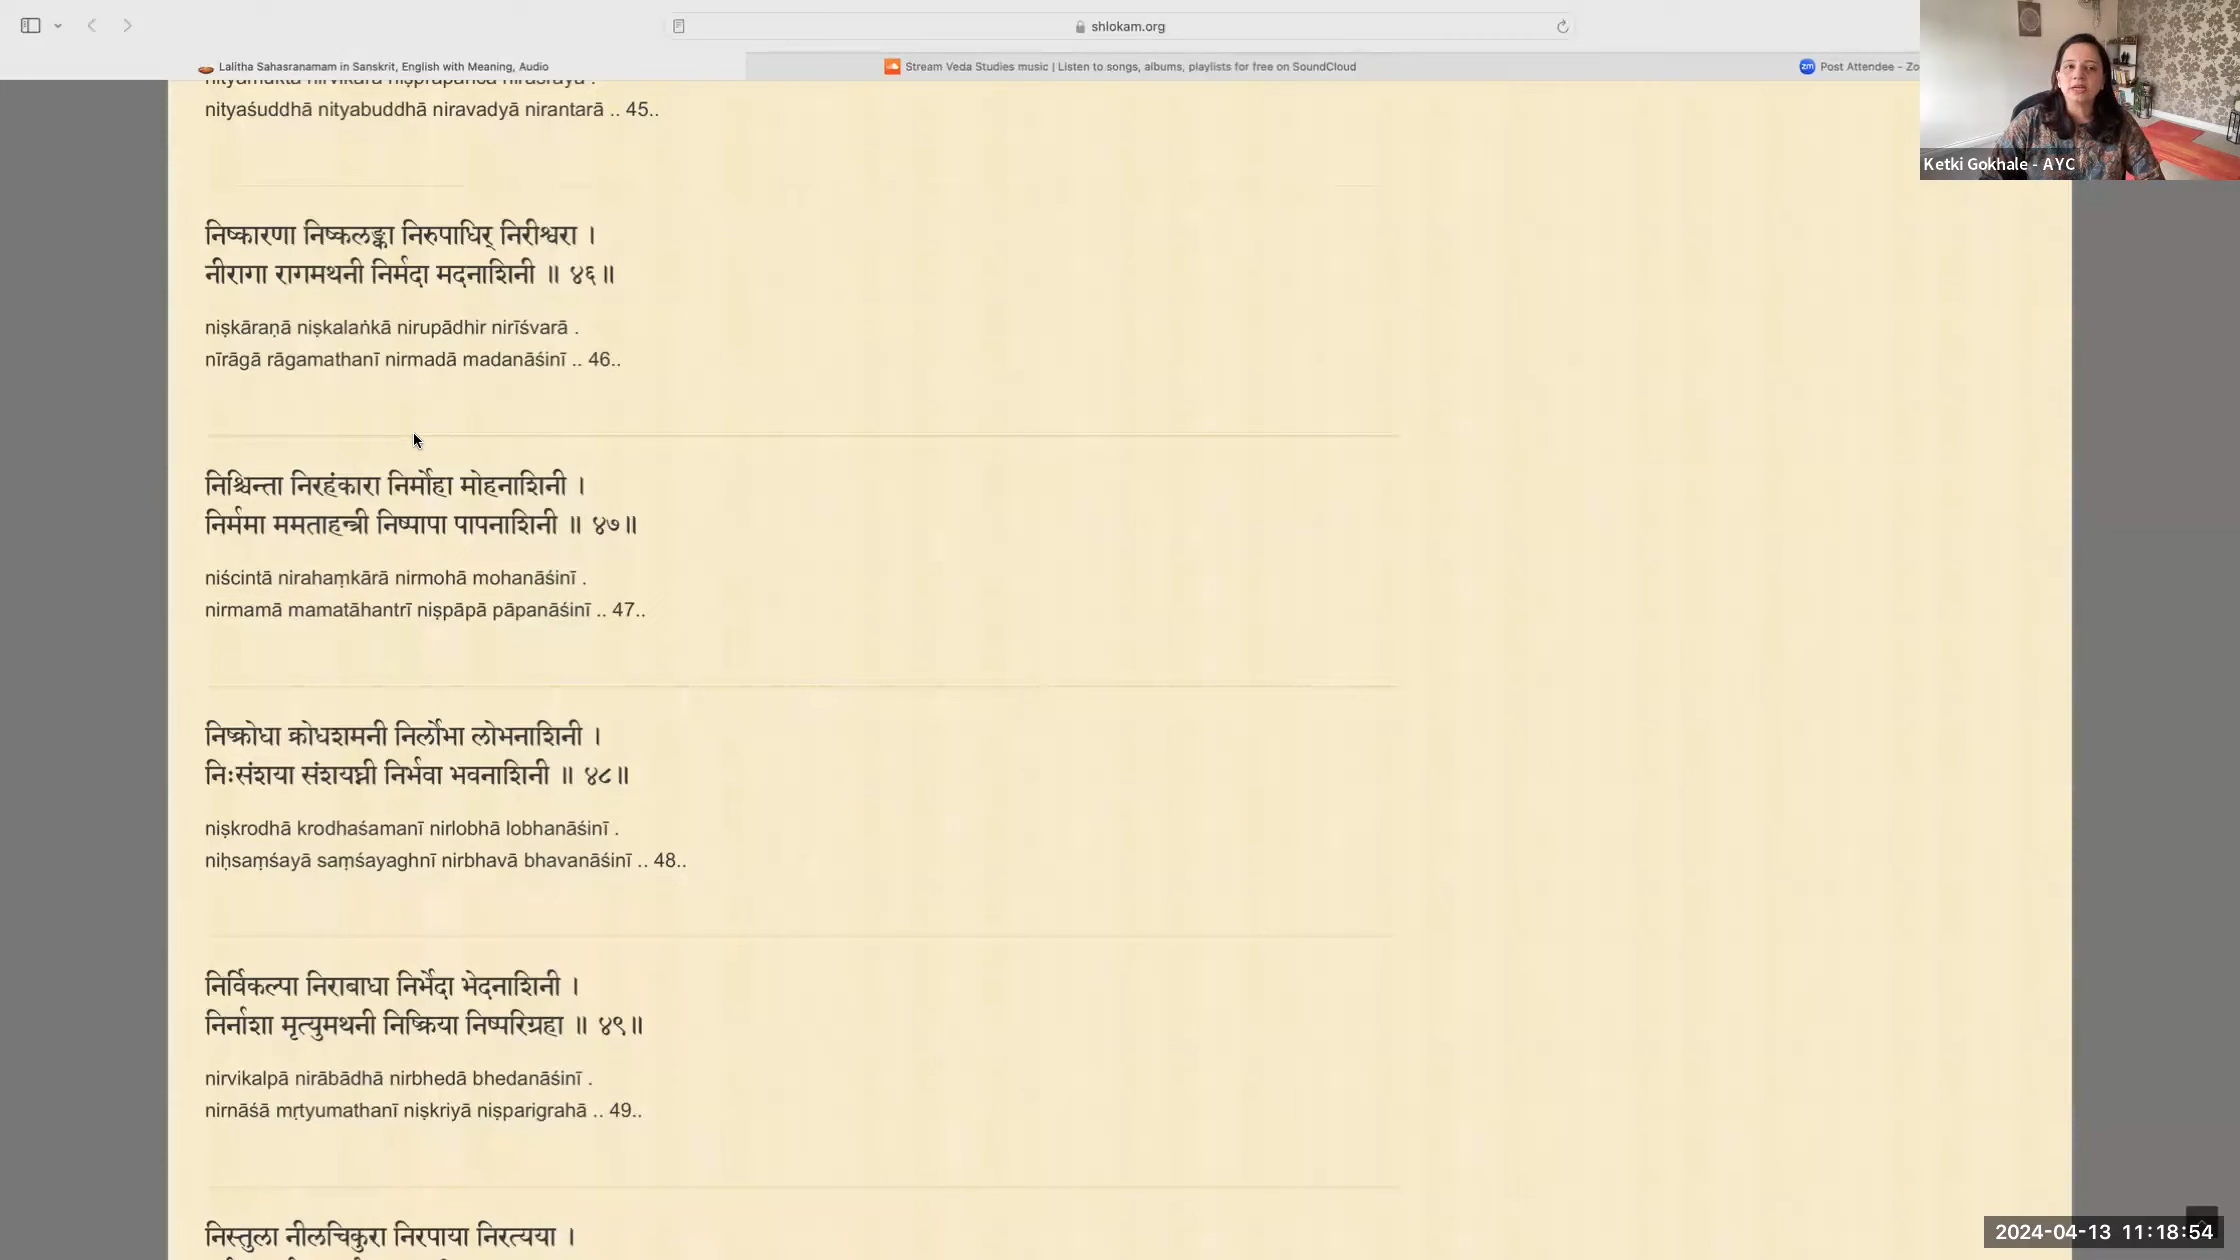 shlokam.org
Lalitha Sahasranamam in Sanskrit, English with Meaning, Audio
Stream Veda Studies music | Listen to songs, albums, playlists for free on SoundCloud
zm Post Attendee - Zo
Ketki Gokhale - AYC
nityamuktā nirvikārā niṣprapañcā nirāśrayā .
nityaśuddhā nityabuddhā niravadyā nirantarā .. 45..
निष्कारणा निष्कलङ्का निरुपाधिर् निरीश्वरा ।
नीरागा रागमथनी निर्मदा मदनाशिनी ॥ ४६॥
niṣkāraṇā niṣkalaṅkā nirupādhir nirīśvarā .
nīrāgā rāgamathanī nirmadā madanāśinī .. 46..
निश्चिन्ता निरहंकारा निर्मोहा मोहनाशिनी ।
निर्ममा ममताहन्त्री निष्पापा पापनाशिनी ॥ ४७॥
niścintā nirahaṃkārā nirmohā mohanāśinī .
nirmamā mamatāhantrī niṣpāpā pāpanāśinī .. 47..
निष्क्रोधा क्रोधशमनी निर्लोभा लोभनाशिनी ।
निःसंशया संशयघ्नी निर्भवा भवनाशिनी ॥ ४८॥
niṣkrodhā krodhaśamanī nirlobhā lobhanāśinī .
niḥsaṃśayā saṃśayaghnī nirbhavā bhavanāśinī .. 48..
निर्विकल्पा निराबाधा निर्भेदा भेदनाशिनी ।
निर्नाशा मृत्युमथनी निष्क्रिया निष्परिग्रहा ॥ ४९॥
nirvikalpā nirābādhā nirbhedā bhedanāśinī .
nirnāśā mṛtyumathanī niṣkriyā niṣparigrahā .. 49..
निस्तुला नीलचिकुरा निरपाया निरत्यया ।
2024-04-13 11:18:54